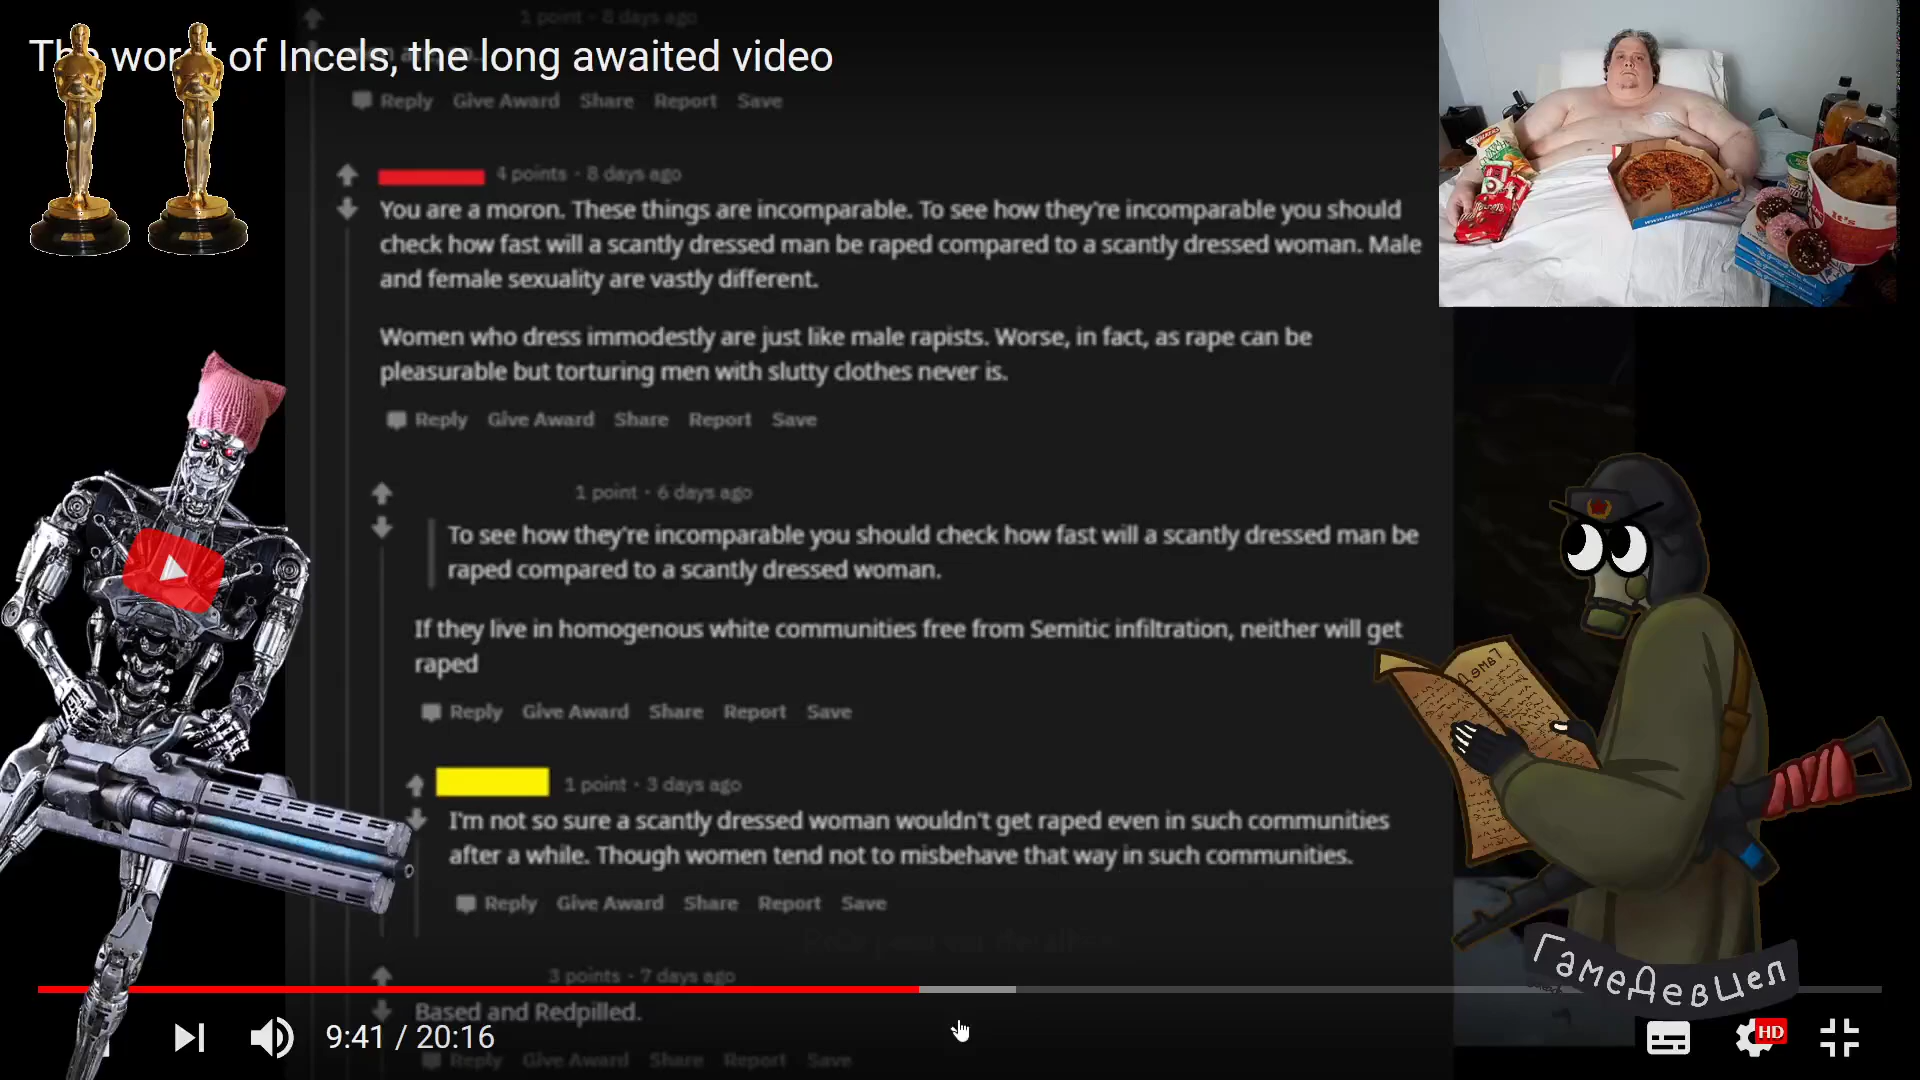 The worst of Incels, the long awaited video
1 point · 8 days ago
Reply Give Award Share Report Save
4 points · 8 days ago
You are a moron. These things are incomparable. To see how they're incomparable you should
check how fast will a scantly dressed man be raped compared to a scantly dressed woman. Male
and female sexuality are vastly different.
Women who dress immodestly are just like male rapists. Worse, in fact, as rape can be
pleasurable but torturing men with slutty clothes never is.
Reply Give Award Share Report Save
1 point · 6 days ago
To see how they're incomparable you should check how fast will a scantly dressed man be
raped compared to a scantly dressed woman.
If they live in homogenous white communities free from Semitic infiltration, neither will get
raped
Reply Give Award Share Report Save
1 point · 3 days ago
I'm not so sure a scantly dressed woman wouldn't get raped even in such communities
after a while. Though women tend not to misbehave that way in such communities.
Reply Give Award Share Report Save
3 points · 7 days ago
Based and Redpilled.
Reply Give Award Share Report Save
9:41 / 20:16
HD
ГамеДевЦел